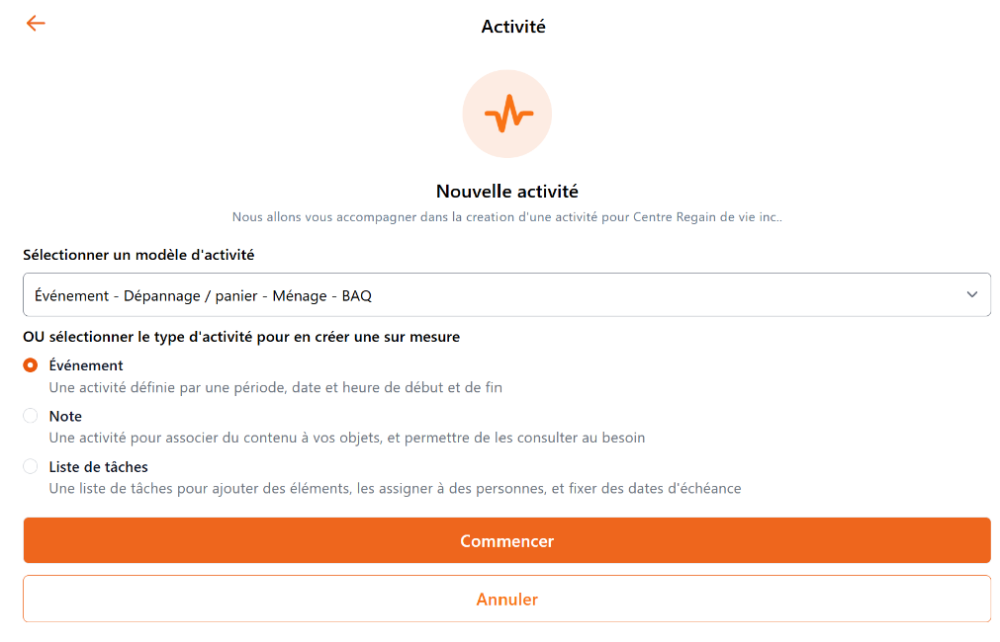 Activité
Nouvelle activité
Nous allons vous accompagner dans la creation d'une activité pour Centre Regain de vie inc..
Sélectionner un modèle d'activité
Événement - Dépannage / panier - Ménage - BAQ
OU sélectionner le type d'activité pour en créer une sur mesure
Événement
Une activité définie par une période, date et heure de début et de fin
Note
Une activité pour associer du contenu à vos objets, et permettre de les consulter au besoin
Liste de tâches
Une liste de tâches pour ajouter des éléments, les assigner à des personnes, et fixer des dates d'échéance
Commencer
Annuler